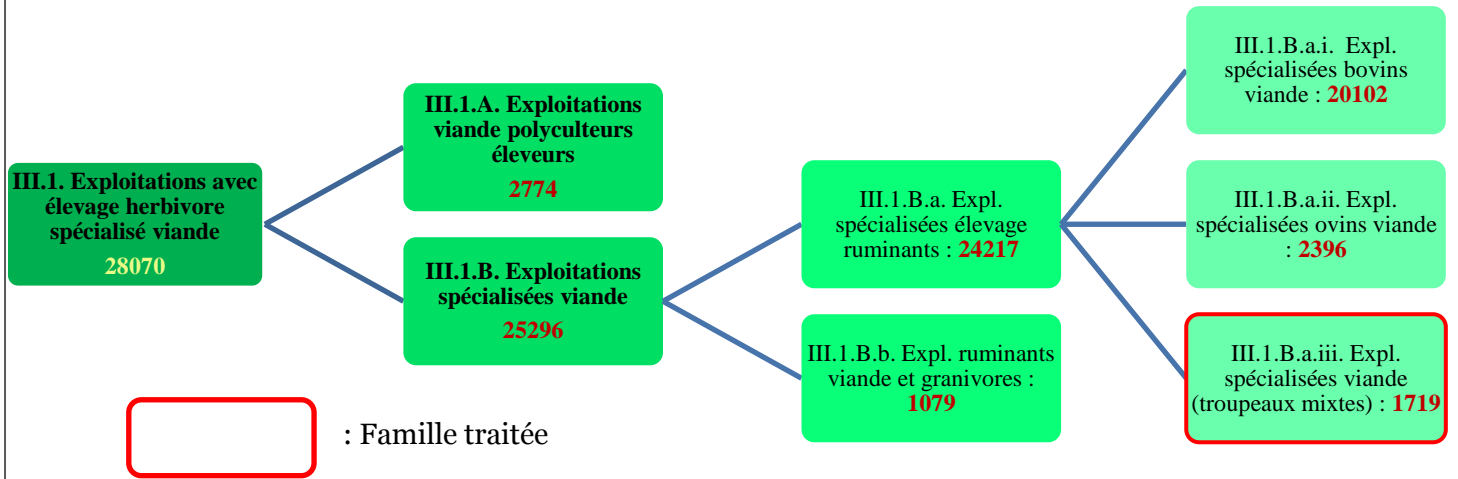 III.1. Exploitations avec
élevage herbivore
spécialisé viande
28070
III.1.A. Exploitations
viande polyculteurs
éleveurs
2774
III.1.B. Exploitations
spécialisées viande
25296
III.1.B.a. Expl.
spécialisées élevage
ruminants : 24217
III.1.B.b. Expl. ruminants
viande et granivores :
1079
III.1.B.a.i. Expl.
spécialisées bovins
viande : 20102
III.1.B.a.ii. Expl.
spécialisées ovins viande
: 2396
III.1.B.a.iii. Expl.
spécialisées viande
(troupeaux mixtes) : 1719
: Famille traitée